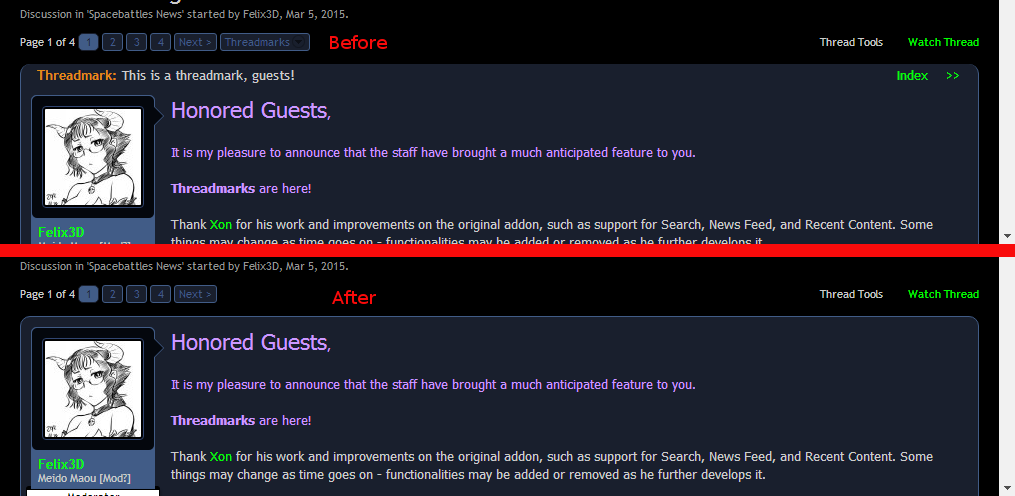 Discussion in 'Spacebattles News' started by Felix3D, Mar 5, 2015.
Page 1 of 4 1 2 3 4 Next > Threadmarks Before Thread Tools Watch Thread
Threadmark: This is a threadmark, guests! Index >>
Honored Guests,
It is my pleasure to announce that the staff have brought a much anticipated feature to you.
Threadmarks are here!
Thank Xon for his work and improvements on the original addon, such as support for Search, News Feed, and Recent Content. Some
things may change as time goes on - functionalities may be added or removed as he further develops it.
Felix3D
Meido Maou [Mod?]
Discussion in 'Spacebattles News' started by Felix3D, Mar 5, 2015.
Page 1 of 4 1 2 3 4 Next > After Thread Tools Watch Thread
Honored Guests,
It is my pleasure to announce that the staff have brought a much anticipated feature to you.
Threadmarks are here!
Thank Xon for his work and improvements on the original addon, such as support for Search, News Feed, and Recent Content. Some
things may change as time goes on - functionalities may be added or removed as he further develops it.
Felix3D
Meido Maou [Mod?]
Moderator